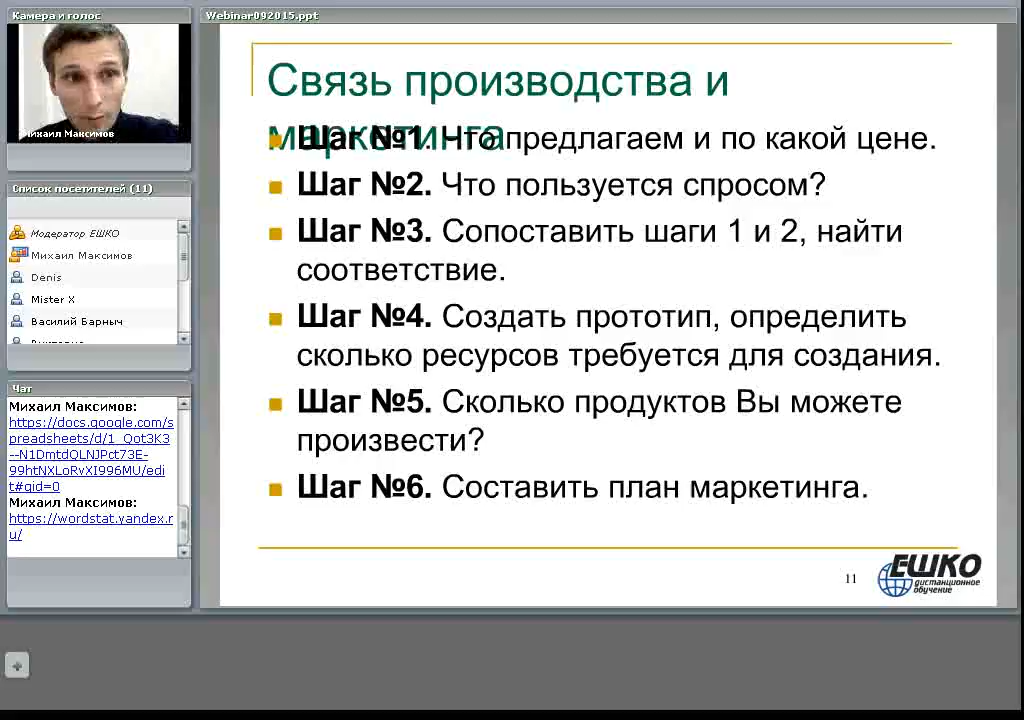 Камера и голос
Михаил Максимов
Список посетителей (11)
Модератор ЕШКО
Михаил Максимов
Denis
Mister X
Василий Барныч
Чат
Михаил Максимов:
https://docs.google.com/s
preadsheets/d/1_Qot3K3
--N1DmtdQLNJPct73E-
99htNXLoRvXI996MU/edi
t#gid=0
Михаил Максимов:
https://wordstat.yandex.r
u/
Webinar092015.ppt
Связь производства и
маркетинга
Шаг №1. Что предлагаем и по какой цене.
Шаг №2. Что пользуется спросом?
Шаг №3. Сопоставить шаги 1 и 2, найти
соответствие.
Шаг №4. Создать прототип, определить
сколько ресурсов требуется для создания.
Шаг №5. Сколько продуктов Вы можете
произвести?
Шаг №6. Составить план маркетинга.
11
ЕШКО
дистанционное
обучение